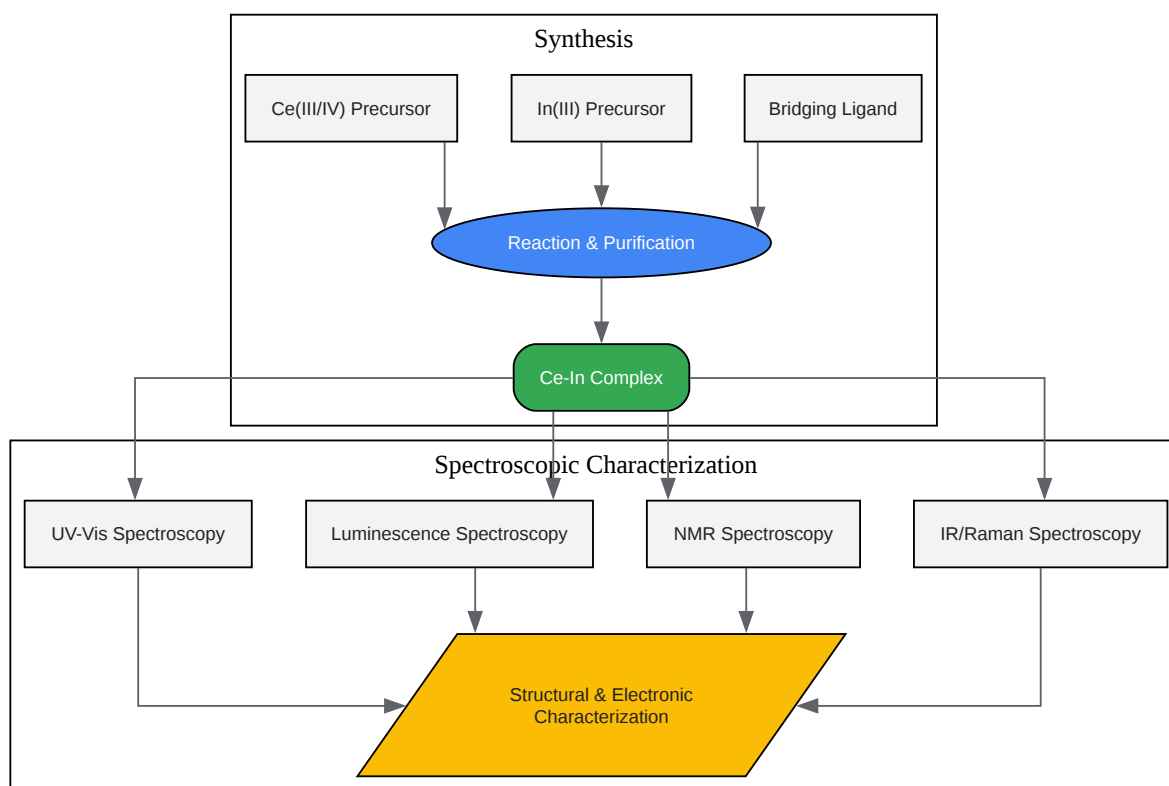 Synthesis
Ce(III/IV) Precursor
In(III) Precursor
Bridging Ligand
Reaction & Purification
Ce-In Complex
Spectroscopic Characterization
UV-Vis Spectroscopy
Luminescence Spectroscopy
NMR Spectroscopy
IR/Raman Spectroscopy
Structural & Electronic
Characterization